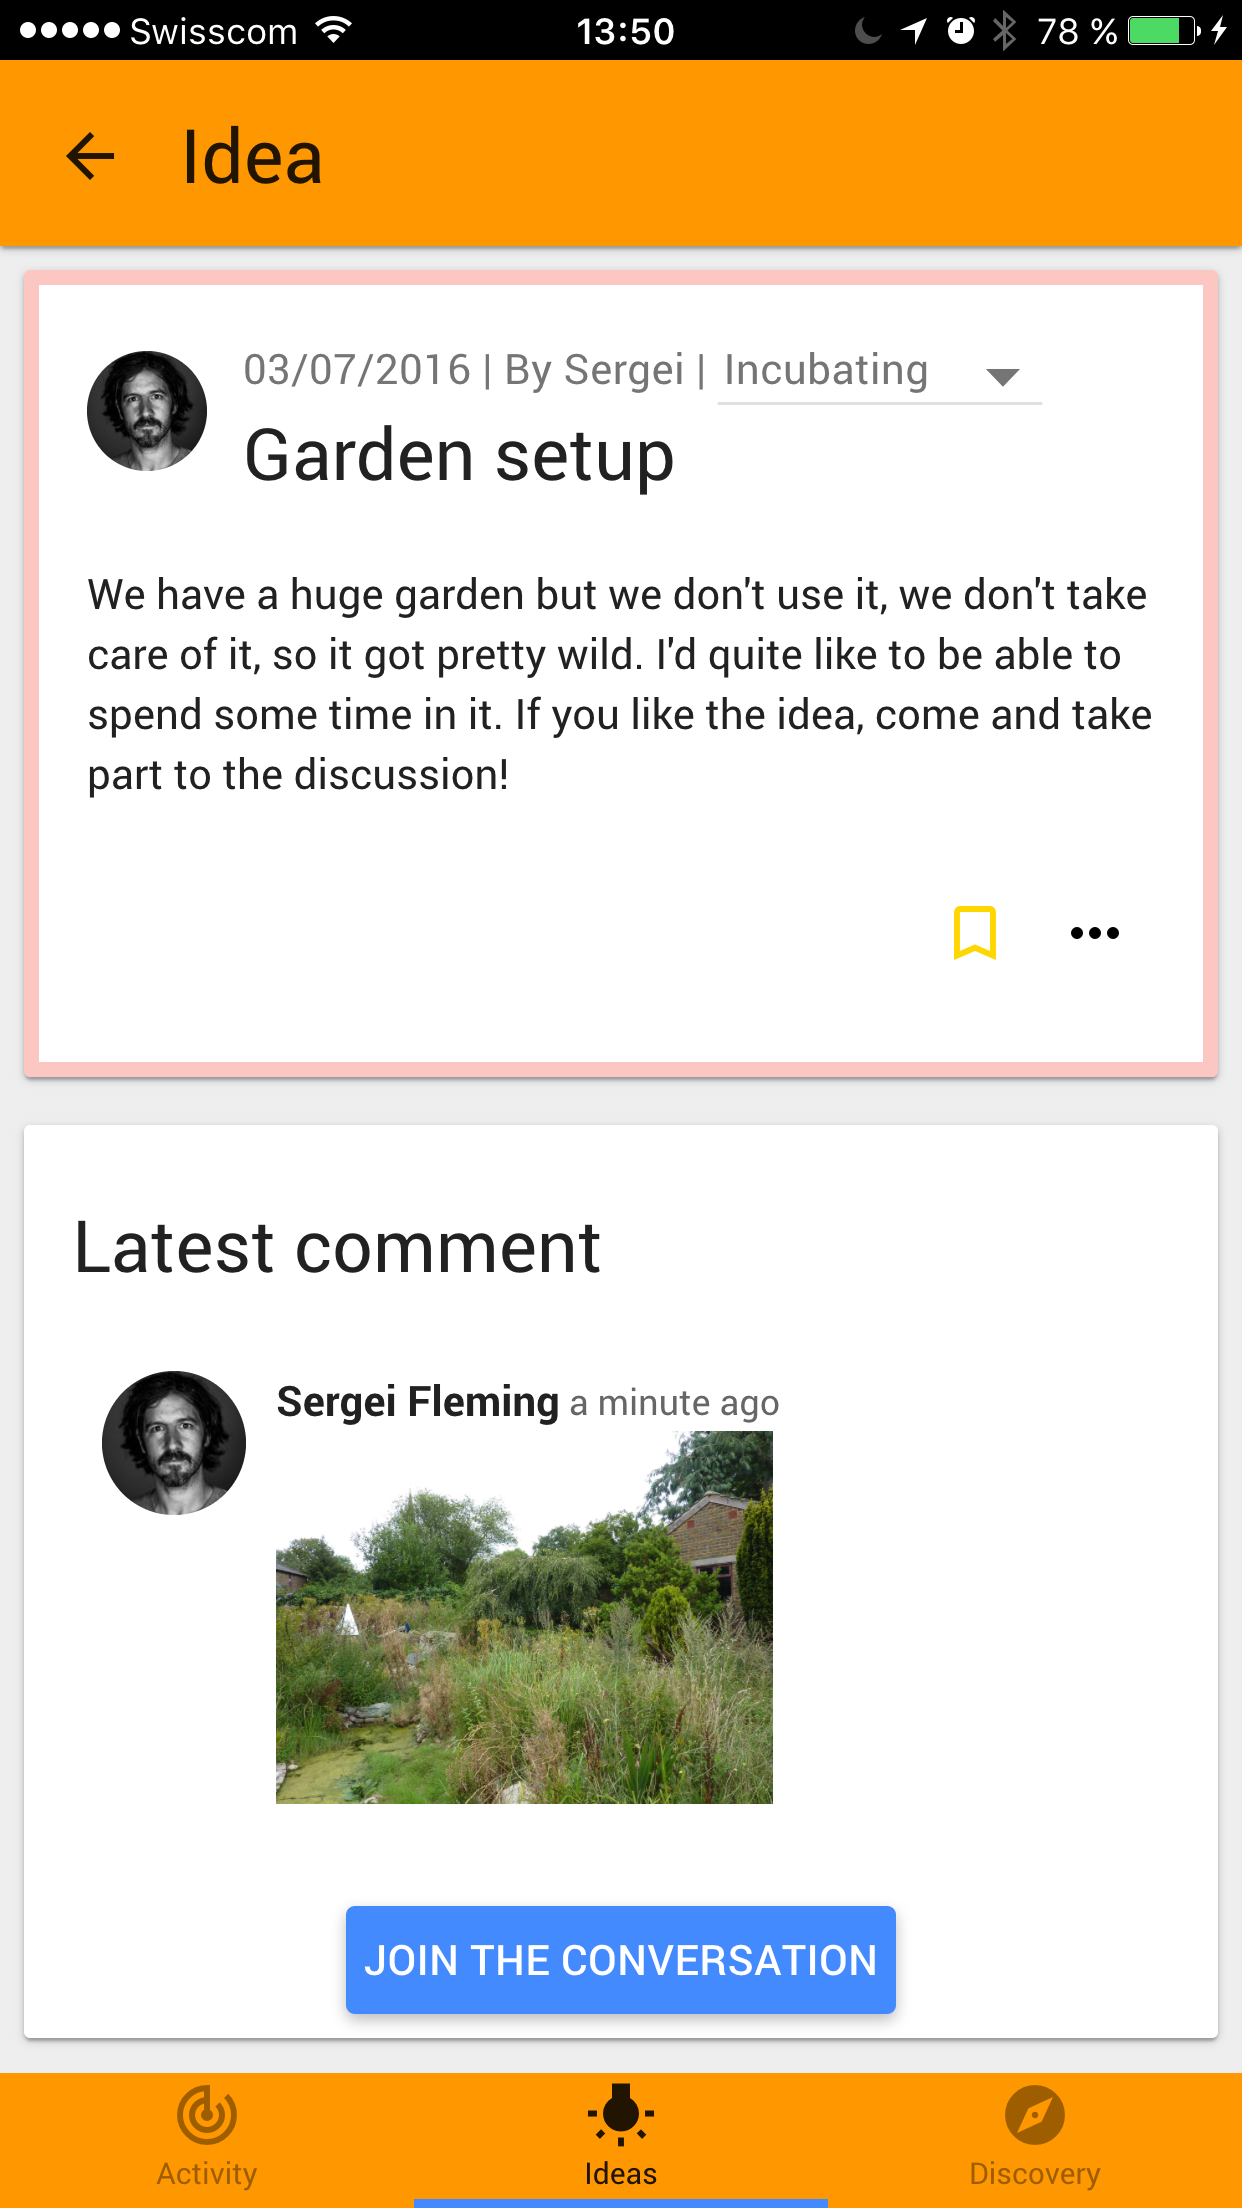 Swisscom 13:50 78 %
Idea
03/07/2016 | By Sergei | Incubating
Garden setup
We have a huge garden but we don't use it, we don't take
care of it, so it got pretty wild. I'd quite like to be able to
spend some time in it. If you like the idea, come and take
part to the discussion!
Latest comment
Sergei Fleming a minute ago
JOIN THE CONVERSATION
Activity Ideas Discovery